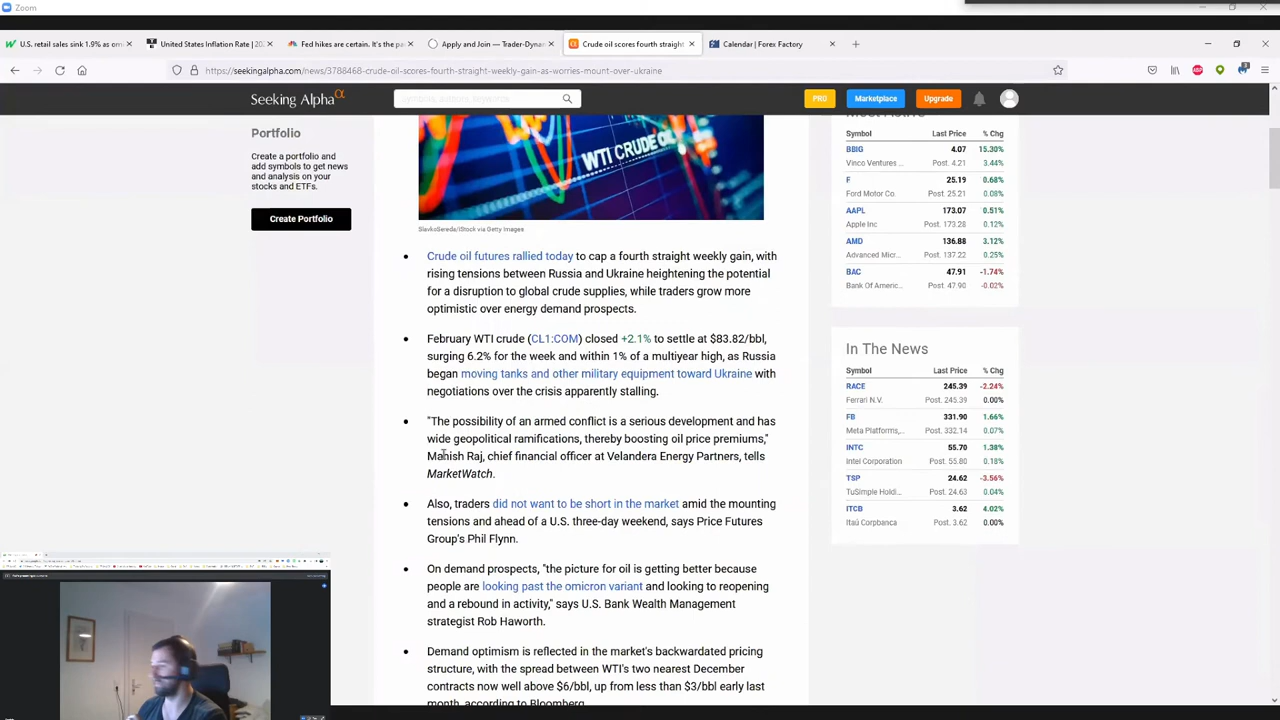 Zoom
U.S. retail sales sink 1.9% as om
United States Inflation Rate | 202
Fed hikes are certain. It's the pa
Apply and Join — Trader-Dynam
Crude oil scores fourth straight
Calendar | Forex Factory
https://seekingalpha.com/news/3788468-crude-oil-scores-fourth-straight-weekly-gain-as-worries-mount-over-ukraine
Seeking Alpha α
Symbols, authors, keywords
PRO
Marketplace
Upgrade
Portfolio
Create a portfolio and
add symbols to get news
and analysis on your
stocks and ETFs.
Create Portfolio
WTI CRUDE OIL
SlavkoSereda/iStock via Getty Images
Crude oil futures rallied today to cap a fourth straight weekly gain, with
rising tensions between Russia and Ukraine heightening the potential
for a disruption to global crude supplies, while traders grow more
optimistic over energy demand prospects.
February WTI crude (CL1:COM) closed +2.1% to settle at $83.82/bbl,
surging 6.2% for the week and within 1% of a multiyear high, as Russia
began moving tanks and other military equipment toward Ukraine with
negotiations over the crisis apparently stalling.
"The possibility of an armed conflict is a serious development and has
wide geopolitical ramifications, thereby boosting oil price premiums,"
Manish Raj, chief financial officer at Velandera Energy Partners, tells
MarketWatch.
Also, traders did not want to be short in the market amid the mounting
tensions and ahead of a U.S. three-day weekend, says Price Futures
Group's Phil Flynn.
On demand prospects, "the picture for oil is getting better because
people are looking past the omicron variant and looking to reopening
and a rebound in activity," says U.S. Bank Wealth Management
strategist Rob Haworth.
Demand optimism is reflected in the market's backwardated pricing
structure, with the spread between WTI's two nearest December
contracts now well above $6/bbl, up from less than $3/bbl early last
month, according to Bloomberg.
Most Active
Symbol Last Price % Chg
BBIG 4.07 15.30%
Vinco Ventures ... Post. 4.21 3.44%
F 25.19 0.68%
Ford Motor Co. Post. 25.21 0.08%
AAPL 173.07 0.51%
Apple Inc Post. 173.28 0.12%
AMD 136.88 3.12%
Advanced Micr... Post. 137.22 0.25%
BAC 47.91 -1.74%
Bank Of Americ... Post. 47.90 -0.02%
In The News
Symbol Last Price % Chg
RACE 245.39 -2.24%
Ferrari N.V. Post. 245.39 0.00%
FB 331.90 1.66%
Meta Platforms,... Post. 332.14 0.07%
INTC 55.70 1.38%
Intel Corporation Post. 55.80 0.18%
TSP 24.62 -3.56%
TuSimple Holdi... Post. 24.63 0.04%
ITCB 3.62 4.02%
Itaú Corpbanca Post. 3.62 0.00%